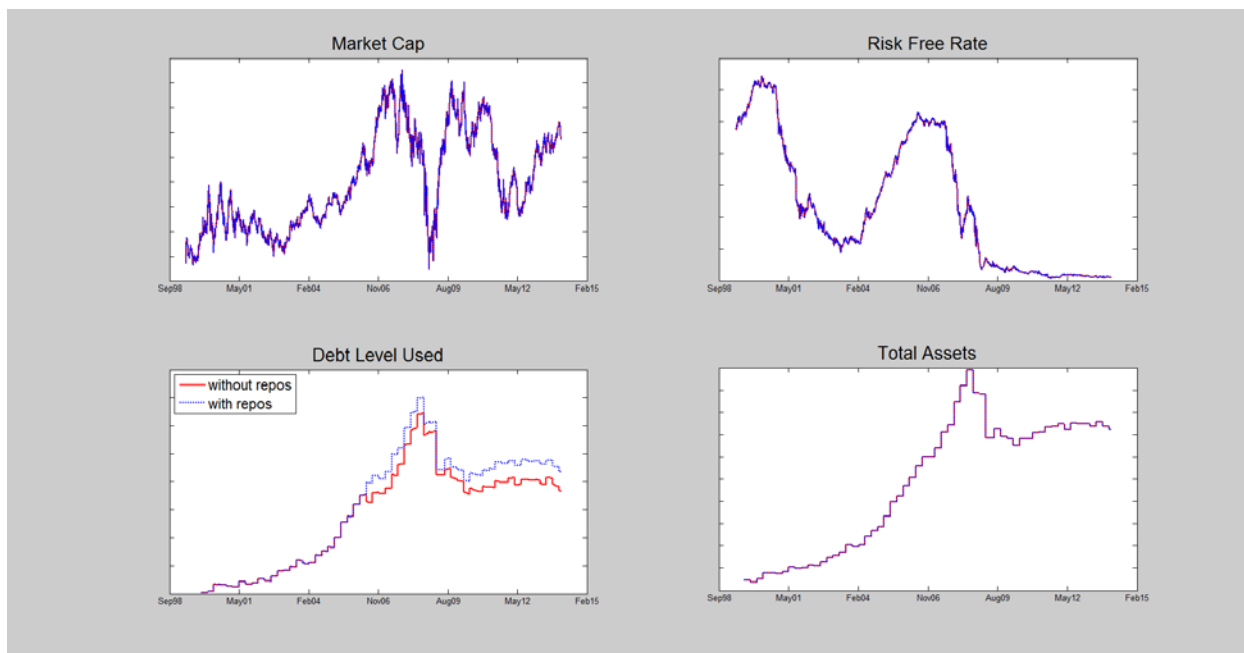 Market Cap
Sep98 May01 Feb04 Nov06 Aug09 May12 Feb15
Risk Free Rate
Sep98 May01 Feb04 Nov06 Aug09 May12 Feb15
Debt Level Used
without repos
with repos
Sep98 May01 Feb04 Nov06 Aug09 May12 Feb15
Total Assets
Sep98 May01 Feb04 Nov06 Aug09 May12 Feb15